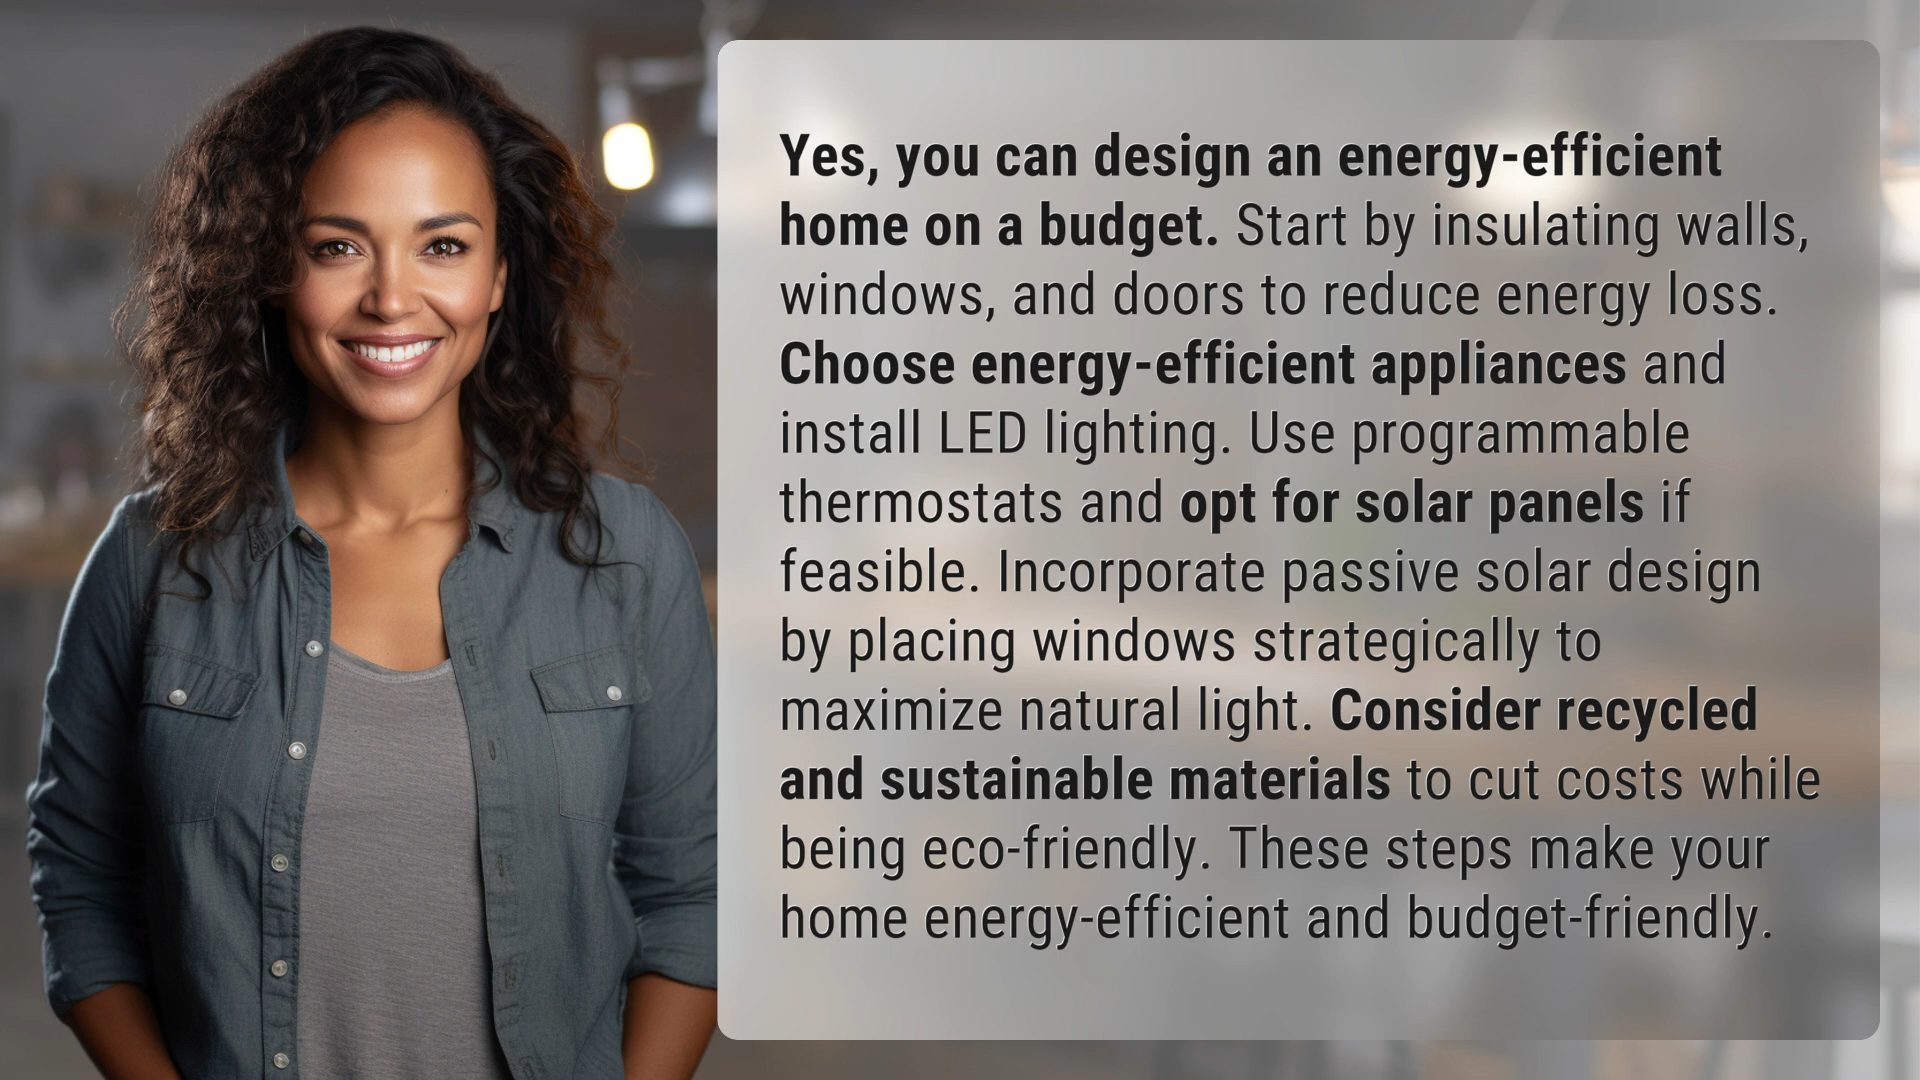 Yes, you can design an energy-efficient
home on a budget. Start by insulating walls,
windows, and doors to reduce energy loss.
Choose energy-efficient appliances and
install LED lighting. Use programmable
thermostats and opt for solar panels if
feasible. Incorporate passive solar design
by placing windows strategically to
maximize natural light. Consider recycled
and sustainable materials to cut costs while
being eco-friendly. These steps make your
home energy-efficient and budget-friendly.